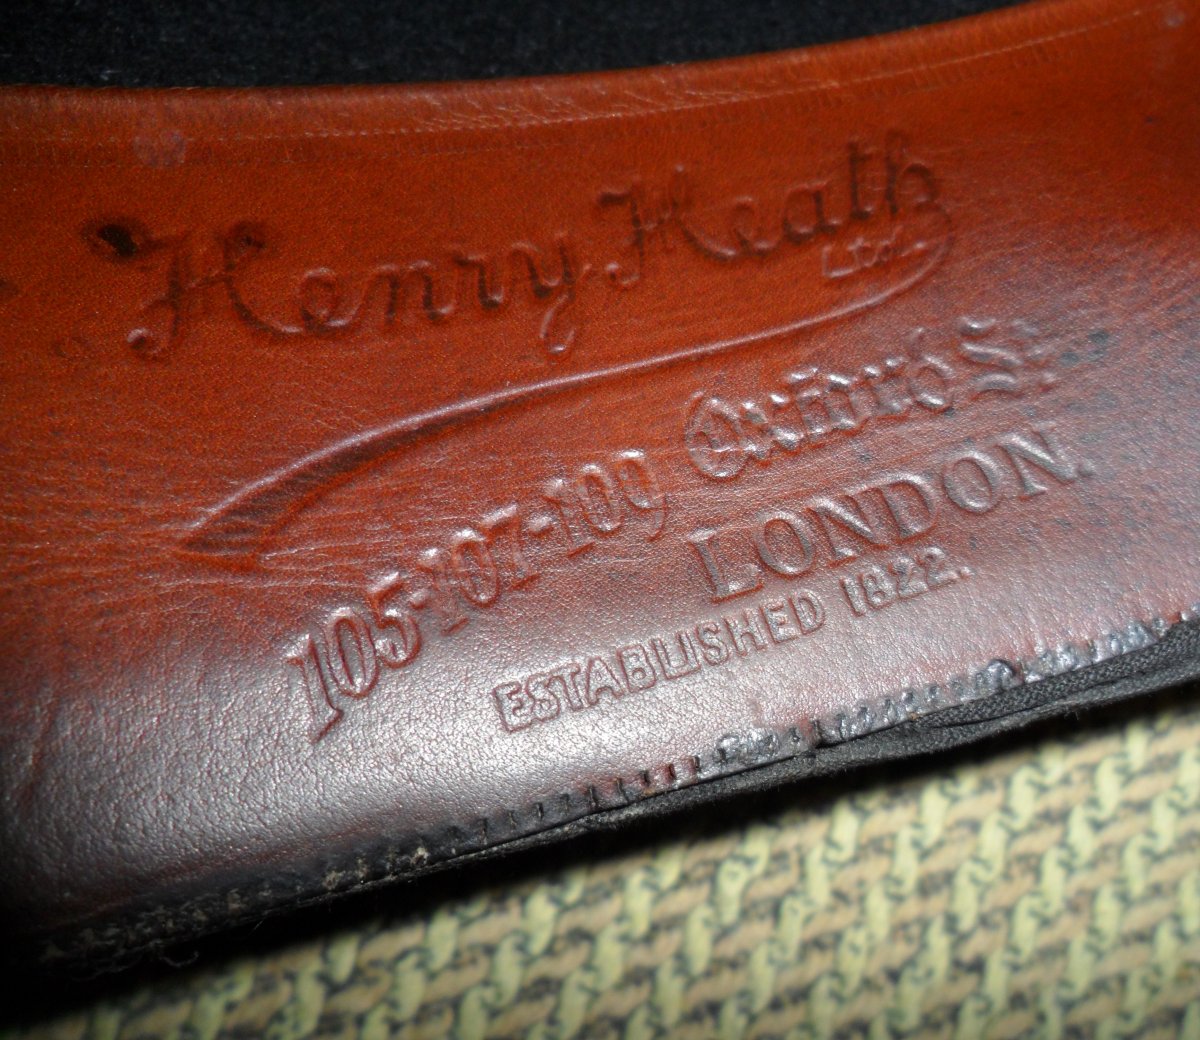 Henry Heath
Ltd.
105-107-109 Oxford St
LONDON.
ESTABLISHED 1822.